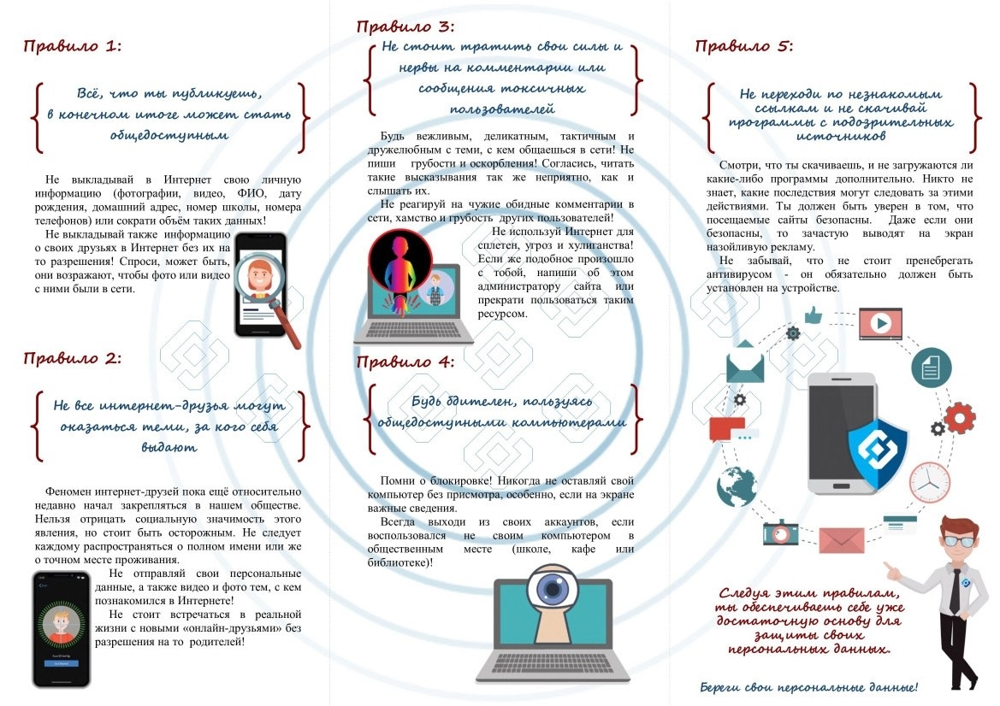 Правило 1:
Всё, что ты публикуешь,
в конечном итоге может стать
общедоступным
Не выкладывай в Интернет свою личную
информацию (фотографии, видео, ФИО, дату
рождения, домашний адрес, номер школы, номера
телефонов) или сократи объём таких данных!
Не выкладывай также информацию
о своих друзьях в Интернет без их на
то разрешения! Спроси, может быть,
они возражают, чтобы фото или видео
с ними были в сети.
Правило 2:
Не все интернет-друзья могут
оказаться теми, за кого себя
выдают
Феномен интернет-друзей пока ещё относительно
недавно начал закрепляться в нашем обществе.
Нельзя отрицать социальную значимость этого
явления, но стоит быть осторожным. Не следует
каждому распространяться о полном имени или же
о точном месте проживания.
Не отправляй свои персональные
данные, а также видео и фото тем, с кем
познакомился в Интернете!
Не стоит встречаться в реальной
жизни с новыми «онлайн-друзьями» без
разрешения на то родителей!
Правило 3:
Не стоит тратить свои силы и
нервы на комментарии или
сообщения токсичных
пользователей
Будь вежливым, деликатным, тактичным и
дружелюбным с теми, с кем общаешься в сети! Не
пиши грубости и оскорбления! Согласись, читать
такие высказывания так же неприятно, как и
слышать их.
Не реагируй на чужие обидные комментарии в
сети, хамство и грубость других пользователей!
Не используй Интернет для
сплетен, угроз и хулиганства!
Если же подобное произошло
с тобой, напиши об этом
администратору сайта или
прекрати пользоваться таким
ресурсом.
Правило 4:
Будь бдителен, пользуясь
общедоступными компьютерами
Помни о блокировке! Никогда не оставляй свой
компьютер без присмотра, особенно, если на экране
важные сведения.
Всегда выходи из своих аккаунтов, если
воспользовался не своим компьютером в
общественном месте (школе, кафе или
библиотеке)!
Правило 5:
Не переходи по незнакомым
ссылкам и не скачивай
программы с подозрительных
источников
Смотри, что ты скачиваешь, и не загружаются ли
какие-либо программы дополнительно. Никто не
знает, какие последствия могут следовать за этими
действиями. Ты должен быть уверен в том, что
посещаемые сайты безопасны. Даже если они
безопасны, то зачастую выводят на экран
назойливую рекламу.
Не забывай, что не стоит пренебрегать
антивирусом - он обязательно должен быть
установлен на устройстве.
Следуя этим правилам,
ты обеспечиваешь себе уже
достаточную основу для
защиты своих
персональных данных.
Береги свои персональные данные!